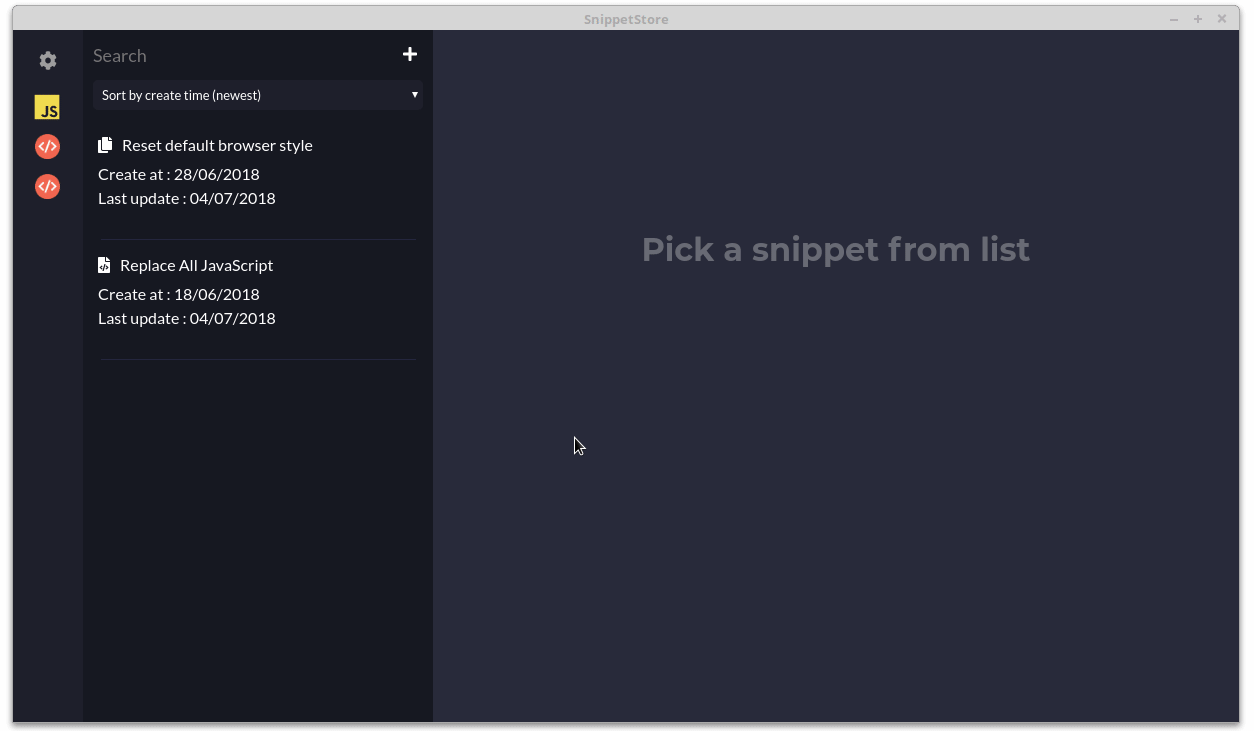 SnippetStore
Search
Sort by create time (newest)
JS
Reset default browser style
Create at : 28/06/2018
Last update : 04/07/2018
Replace All JavaScript
Create at : 18/06/2018
Last update : 04/07/2018
Pick a snippet from list